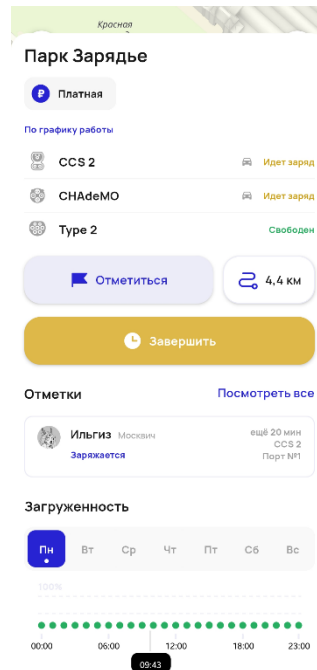 Красная
Парк Зарядье
₽ Платная
По графику работы
CCS 2 Идет заряд
CHAdeMO Идет заряд
Type 2 Свободен
Отметиться 4,4 км
Завершить
Отметки Посмотреть все
Ильгиз Москвич ещё 20 мин
CCS 2
Заряжается Порт №1
Загруженность
Пн Вт Ср Чт Пт Сб Вс
100%
00:00 06:00 12:00 18:00 23:00
09:43